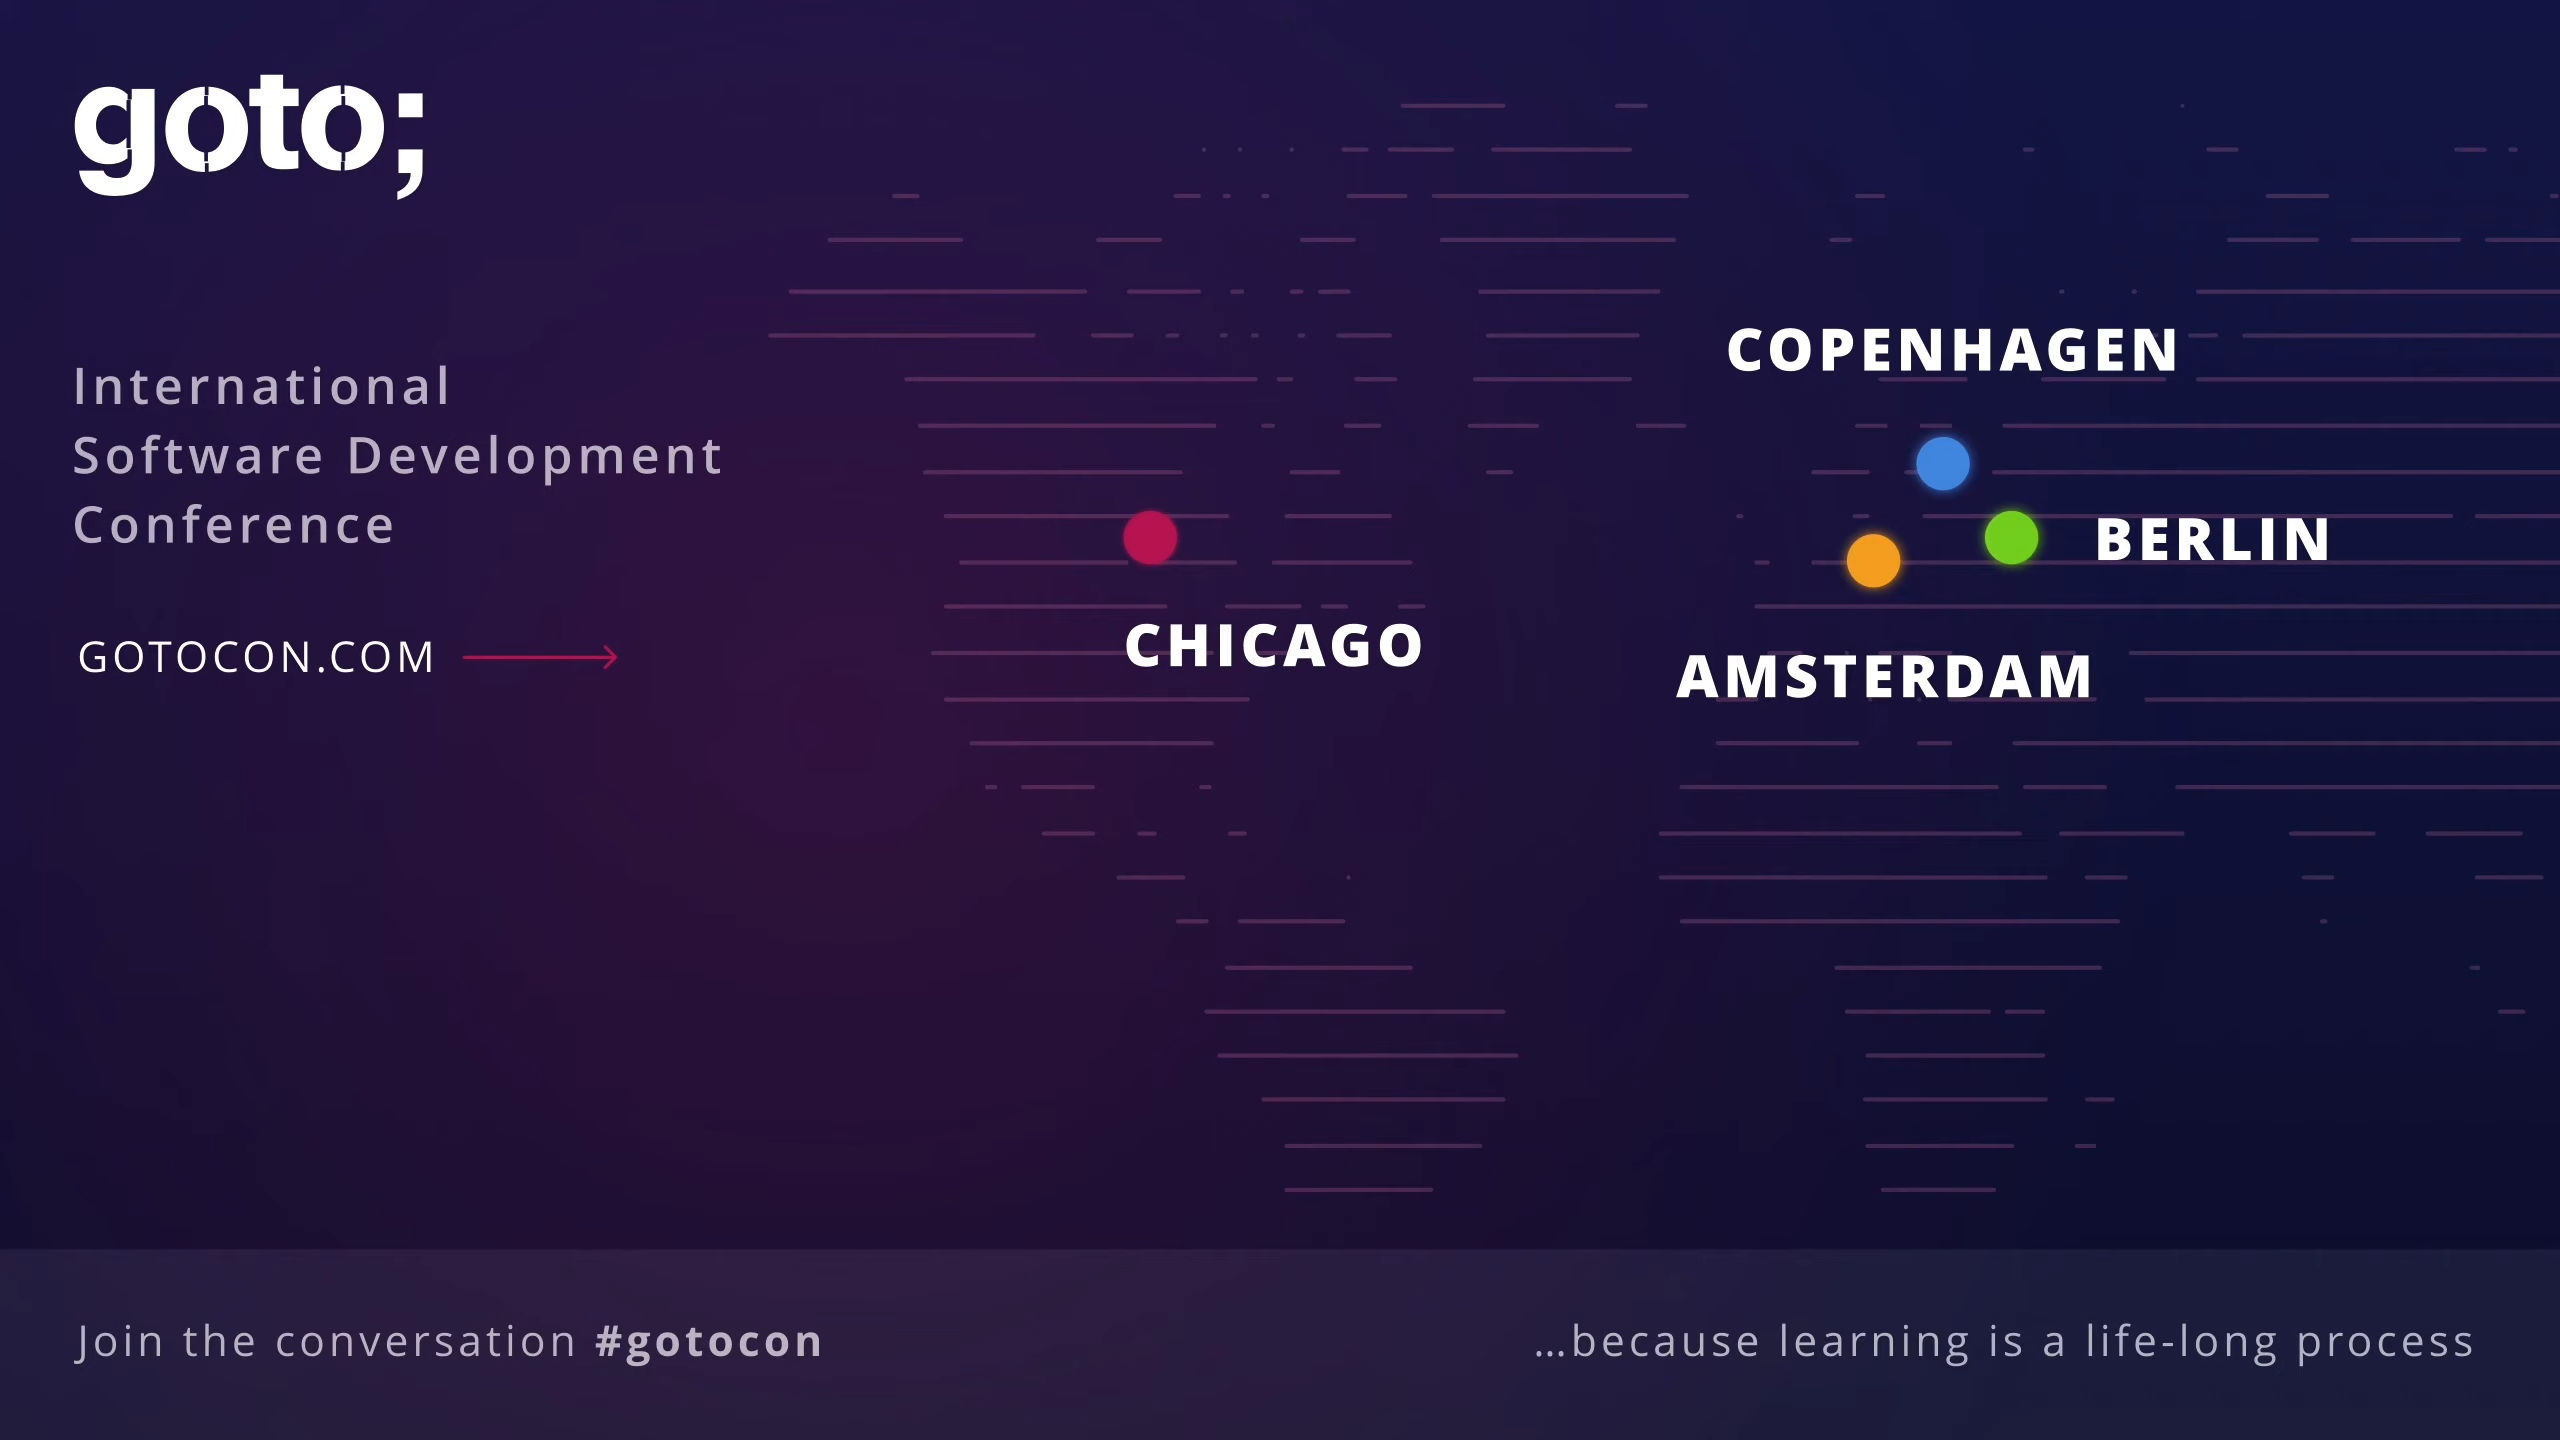 goto;
International
Software Development
Conference
GOTOCON.COM
COPENHAGEN
BERLIN
CHICAGO
AMSTERDAM
Join the conversation #gotocon
...because learning is a life-long process